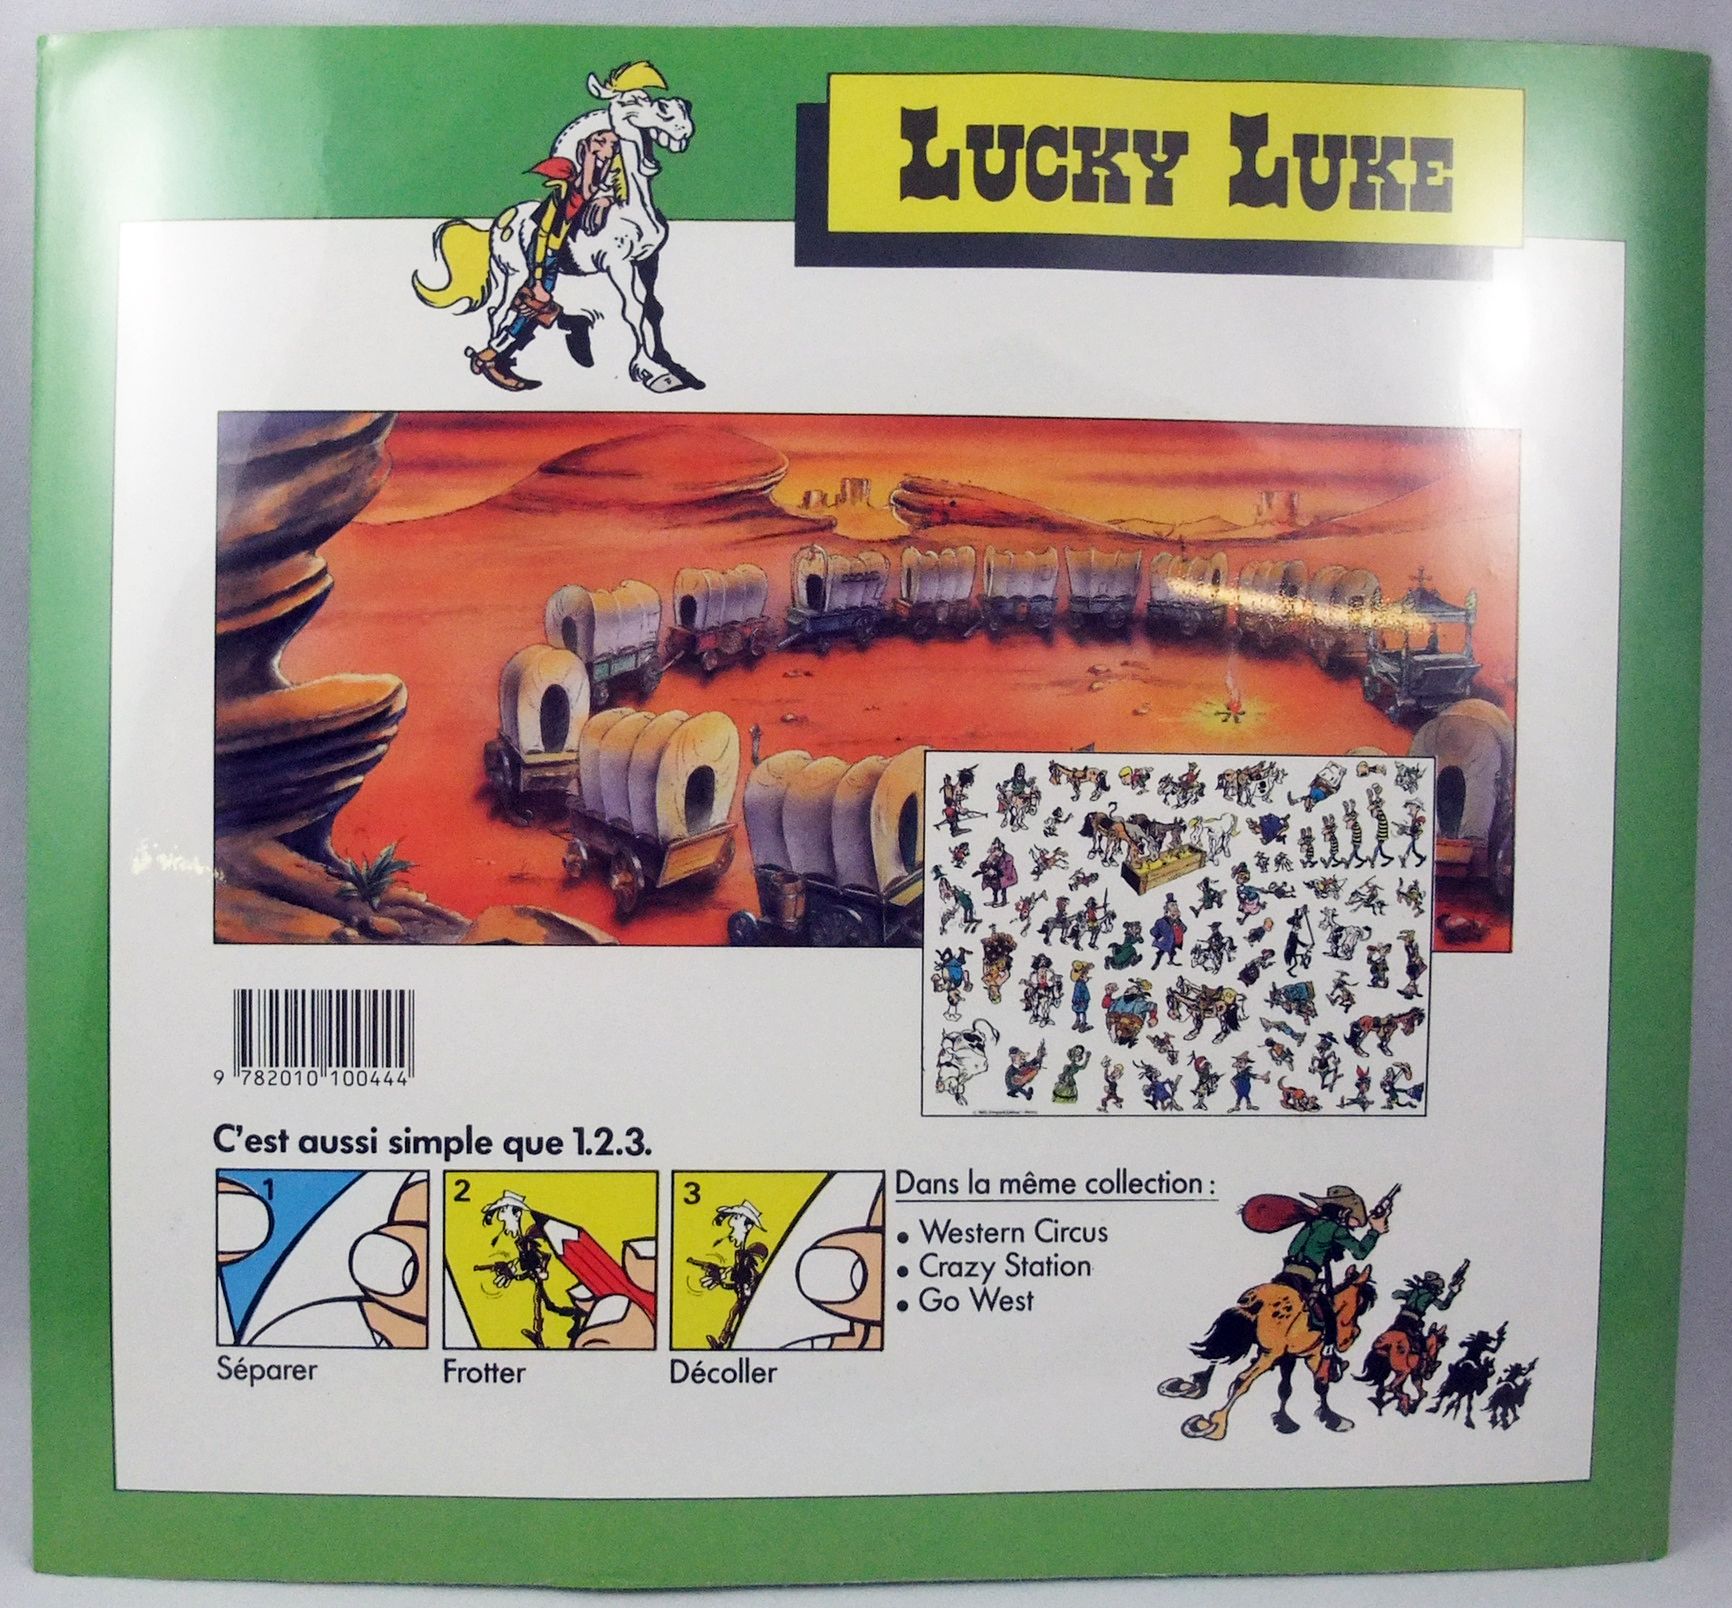 LUCKY LUKE
9 782010 100444
C'est aussi simple que 1.2.3.
1
2
3
Séparer
Frotter
Décoller
Dans la même collection :
• Western Circus
• Crazy Station
• Go West